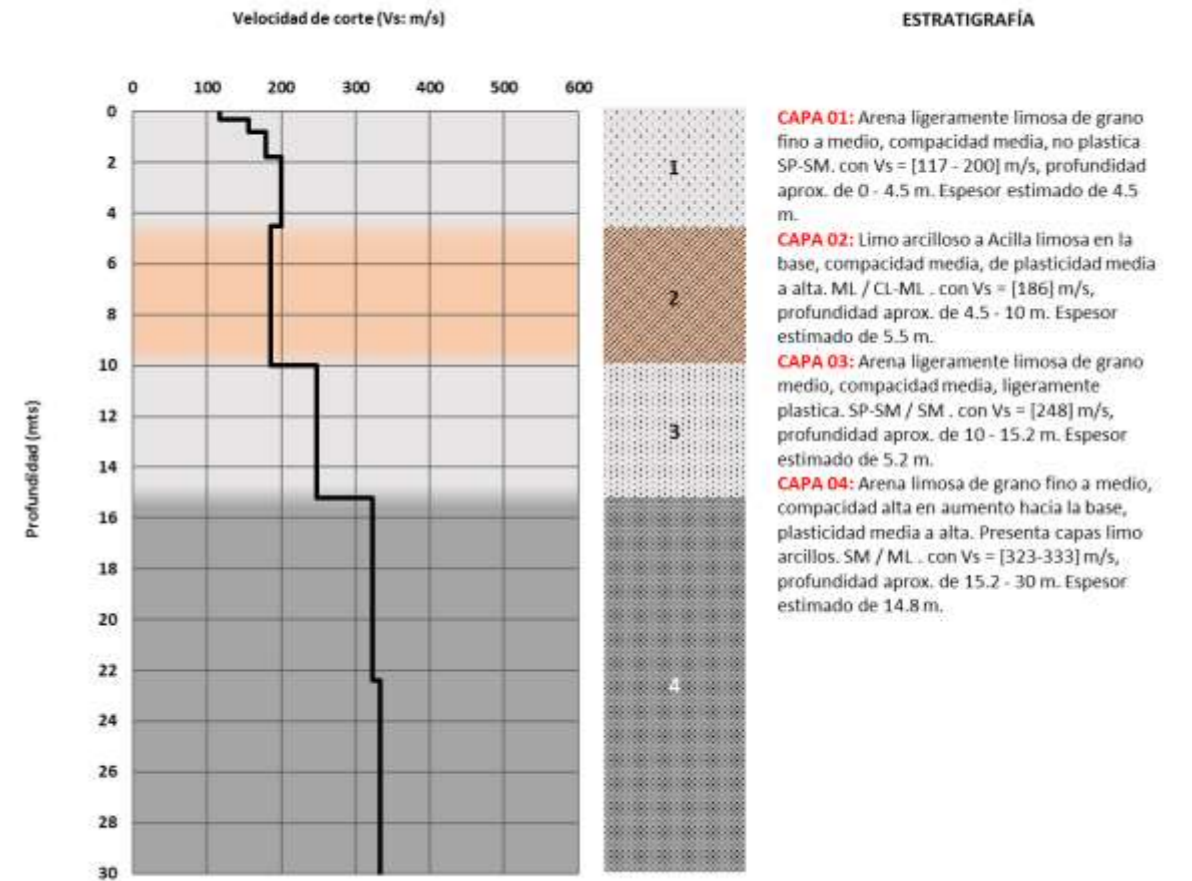 Velocidad de corte (Vs: m/s)
ESTRATIGRAFÍA
0 100 200 300 400 500 600
0
2
4
6
8
10
12
14
16
18
20
22
24
26
28
30
Profundidad (mts)
1
2
3
4
CAPA 01: Arena ligeramente limosa de grano
fino a medio, compacidad media, no plastica
SP-SM. con Vs = [117 - 200] m/s, profundidad
aprox. de 0 - 4.5 m. Espesor estimado de 4.5
m.
CAPA 02: Limo arcilloso a Acilla limosa en la
base, compacidad media, de plasticidad media
a alta. ML / CL-ML . con Vs = [186] m/s,
profundidad aprox. de 4.5 - 10 m. Espesor
estimado de 5.5 m.
CAPA 03: Arena ligeramente limosa de grano
medio, compacidad media, ligeramente
plastica. SP-SM / SM . con Vs = [248] m/s,
profundidad aprox. de 10 - 15.2 m. Espesor
estimado de 5.2 m.
CAPA 04: Arena limosa de grano fino a medio,
compacidad alta en aumento hacia la base,
plasticidad media a alta. Presenta capas limo
arcillos. SM / ML . con Vs = [323-333] m/s,
profundidad aprox. de 15.2 - 30 m. Espesor
estimado de 14.8 m.